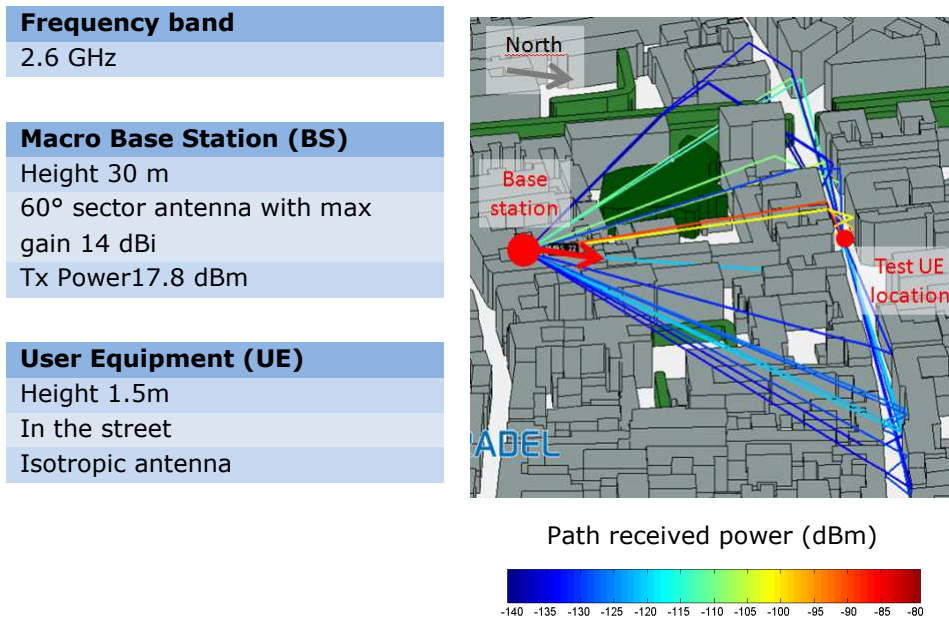 Frequency band
2.6 GHz
Macro Base Station (BS)
Height 30 m
60° sector antenna with max
gain 14 dBi
Tx Power17.8 dBm
User Equipment (UE)
Height 1.5m
In the street
Isotropic antenna
North
Base
station
Test UE
location
PADEL
Path received power (dBm)
-140 -135 -130 -125 -120 -115 -110 -105 -100 -95 -90 -85 -80